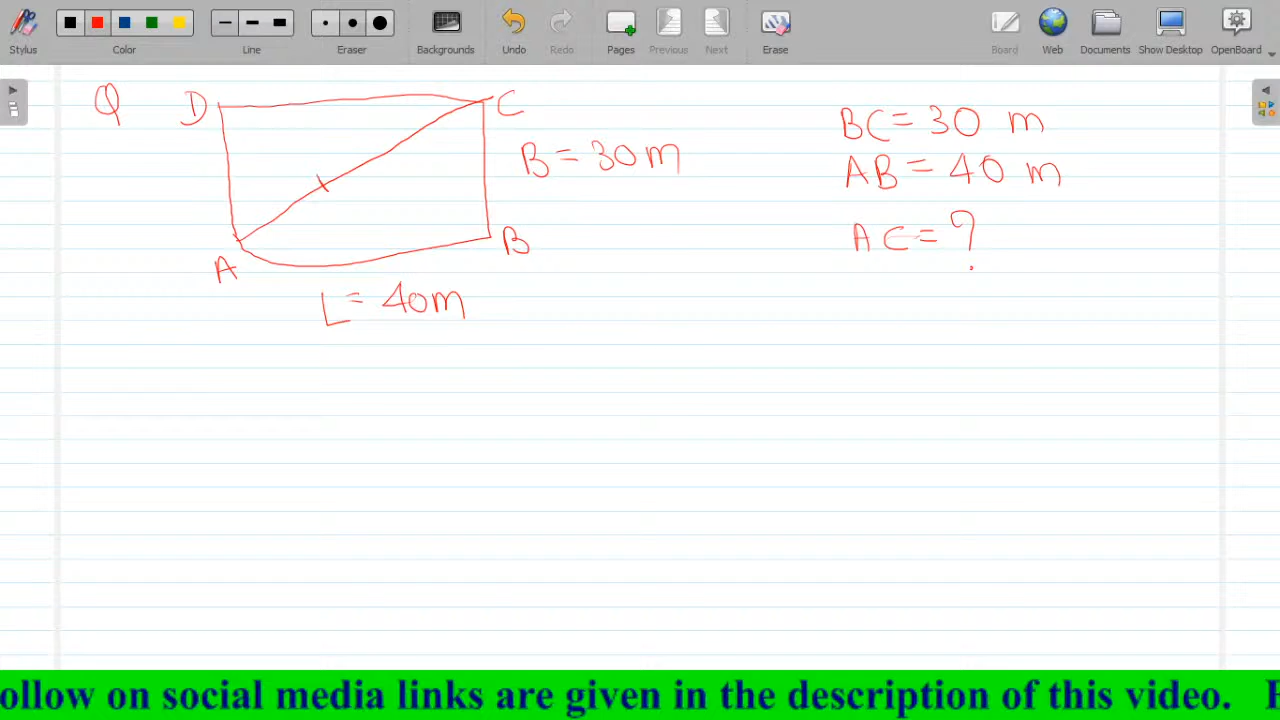 Stylus
Color
Line
Eraser
Backgrounds
Undo
Redo
Pages
Previous
Next
Erase
Board
Web
Documents
Show Desktop
OpenBoard
Q
D
C
B = 30 m
A
B
L = 40m
BC = 30 m
AB = 40 m
AC = ?
ollow on social media links are given in the description of this video.